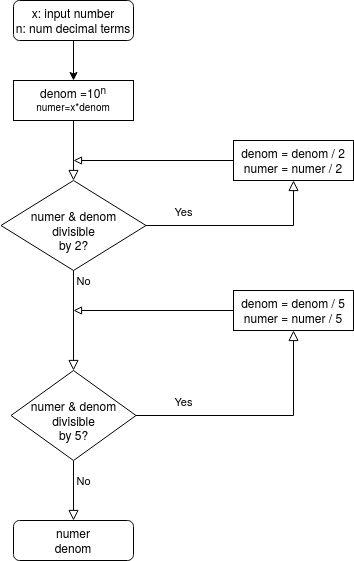 x: input number
n: num decimal terms
denom =10ⁿ
numer=x*denom
denom = denom / 2
numer = numer / 2
numer & denom
divisible
by 2?
Yes
No
denom = denom / 5
numer = numer / 5
numer & denom
divisible
by 5?
Yes
No
numer
denom